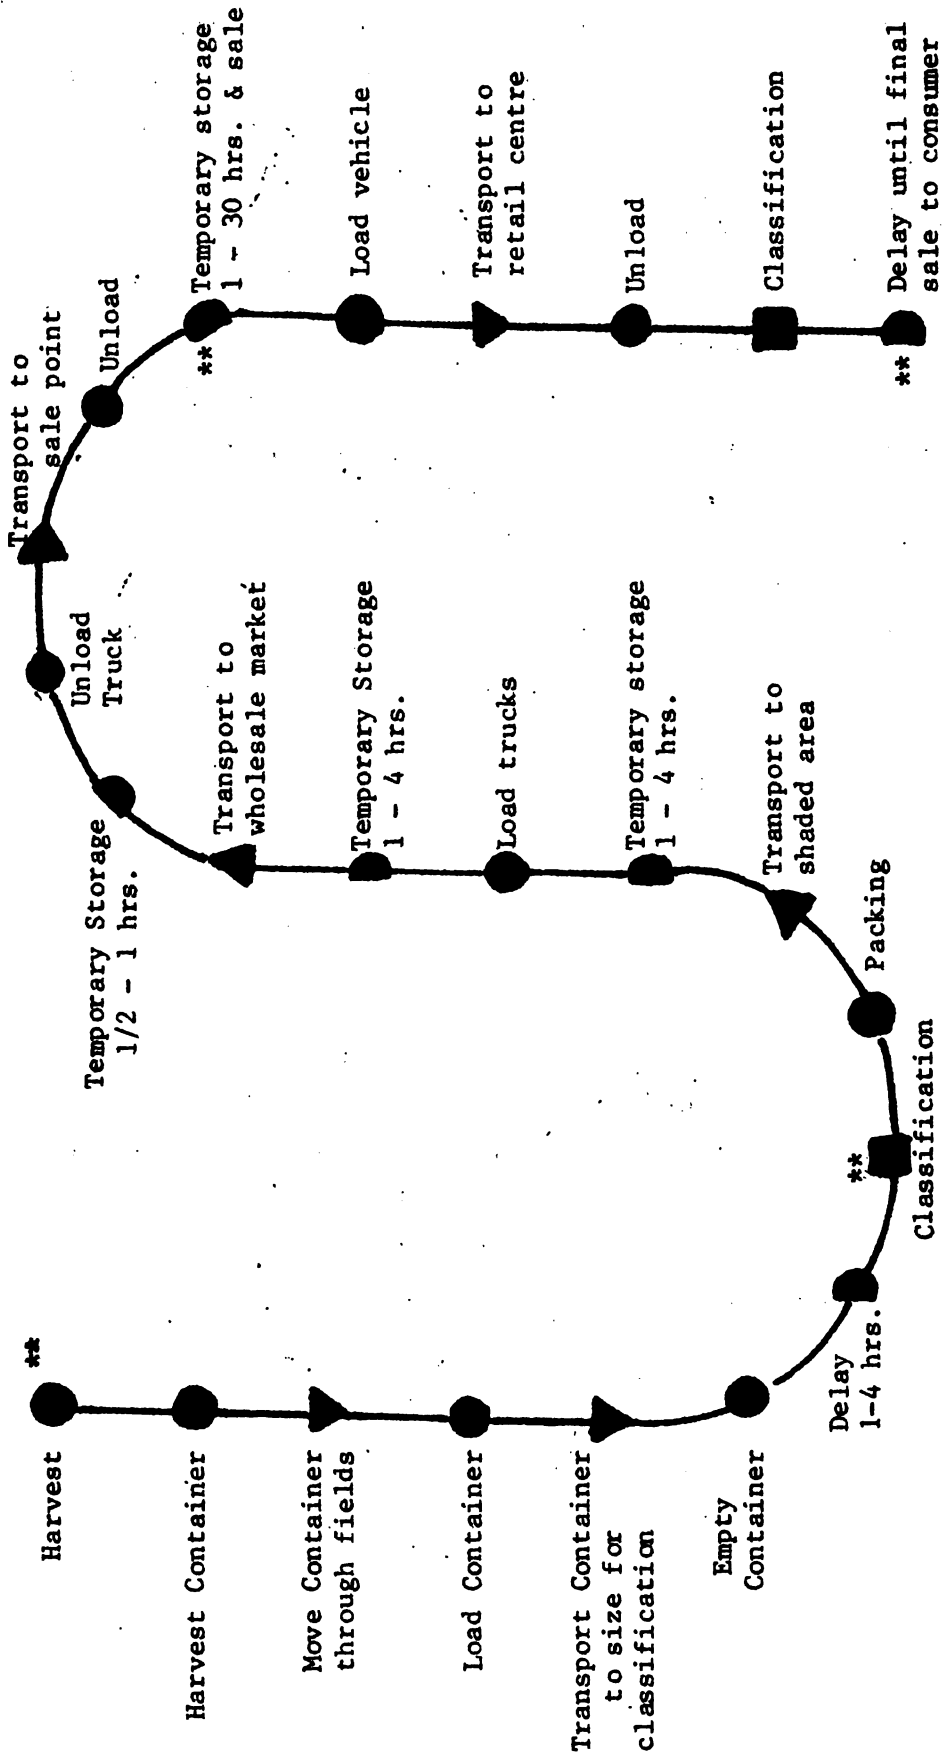 Harvest
**
Harvest Container
Move Container
through fields
Load Container
Transport Container
to size for
classification
Empty
Container
Delay
1-4 hrs.
**
Classification
Packing
Transport to
shaded area
Temporary storage
1 - 4 hrs.
Load trucks
Temporary Storage
1 - 4 hrs.
Transport to
wholesale market
Temporary Storage
1/2 - 1 hrs.
Unload
Truck
Transport to
sale point
Unload
Temporary storage
1 - 30 hrs. & sale
**
Load vehicle
Transport to
retail centre
Unload
Classification
Delay until final
sale to consumer
**